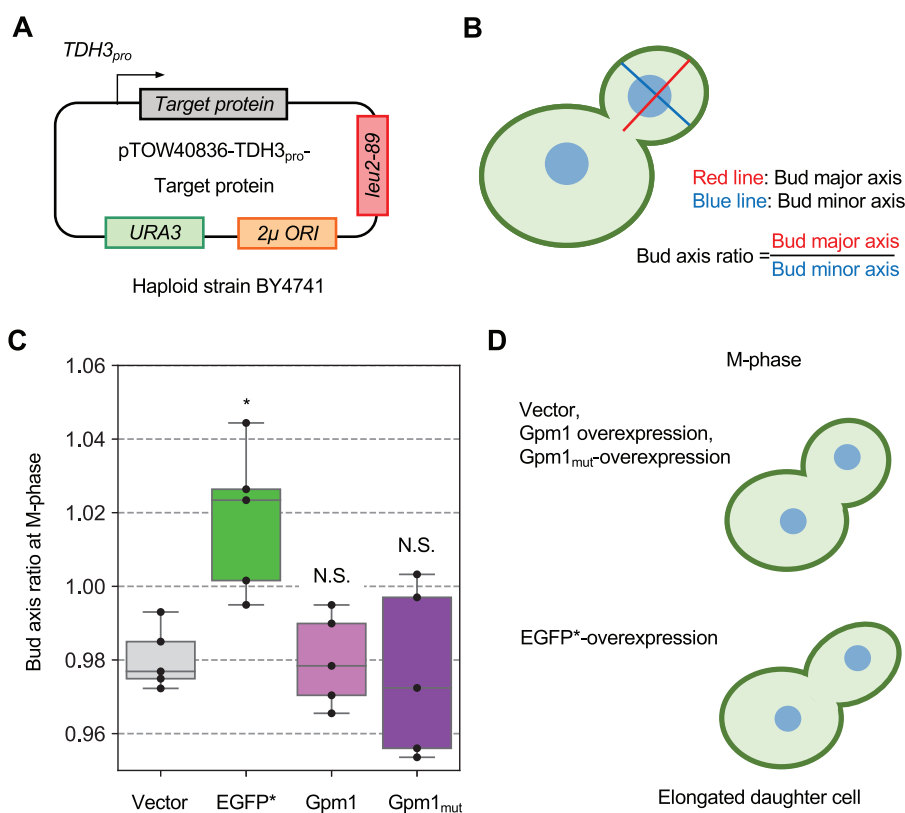 A
TDH3pro
Target protein
pTOW40836-TDH3pro-
Target protein
leu2-89
URA3
2μ ORI
Haploid strain BY4741
B
Red line: Bud major axis
Blue line: Bud minor axis
Bud axis ratio = Bud major axis
Bud minor axis
C
Bud axis ratio at M-phase
1.06
1.04
1.02
1.00
0.98
0.96
*
N.S.
N.S.
Vector
EGFP*
Gpm1
Gpm1mut
D
M-phase
Vector,
Gpm1 overexpression,
Gpm1mut-overexpression
EGFP*-overexpression
Elongated daughter cell